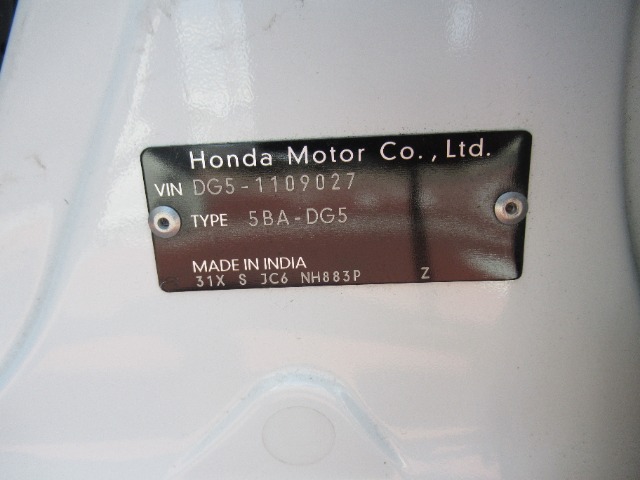 Honda Motor Co., Ltd.
VIN DG5-1109027
TYPE 5BA-DG5
MADE IN INDIA
31X S JC6 NH883P Z